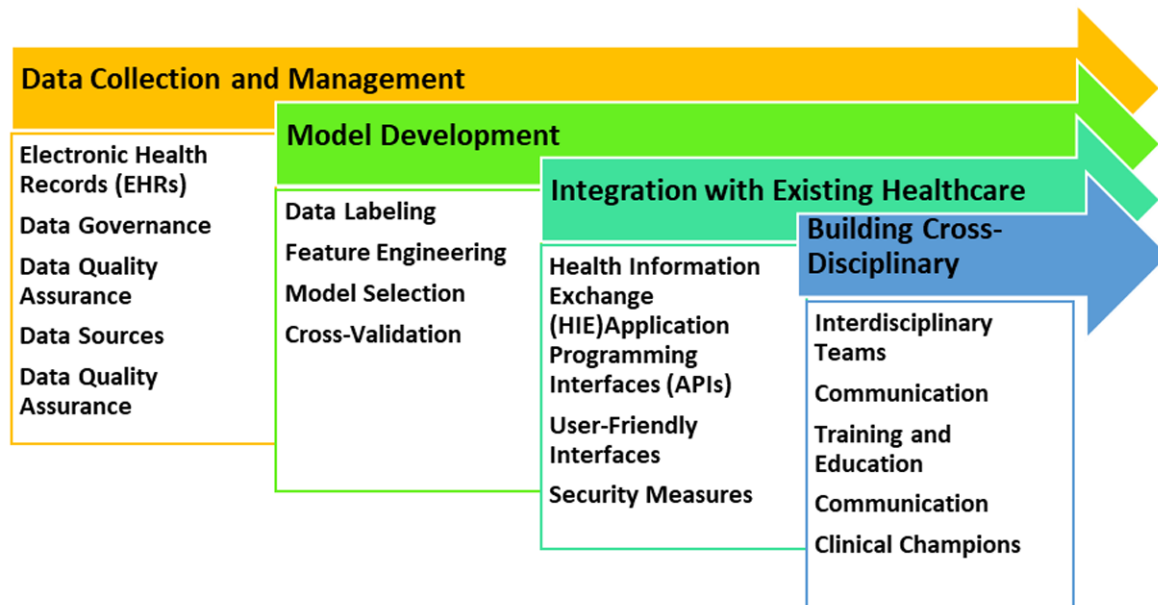 Data Collection and Management
Electronic Health
Records (EHRs)
Data Governance
Data Quality
Assurance
Data Sources
Data Quality
Assurance
Model Development
Data Labeling
Feature Engineering
Model Selection
Cross-Validation
Integration with Existing Healthcare
Health Information
Exchange
(HIE)Application
Programming
Interfaces (APIs)
User-Friendly
Interfaces
Security Measures
Building Cross-
Disciplinary
Interdisciplinary
Teams
Communication
Training and
Education
Communication
Clinical Champions